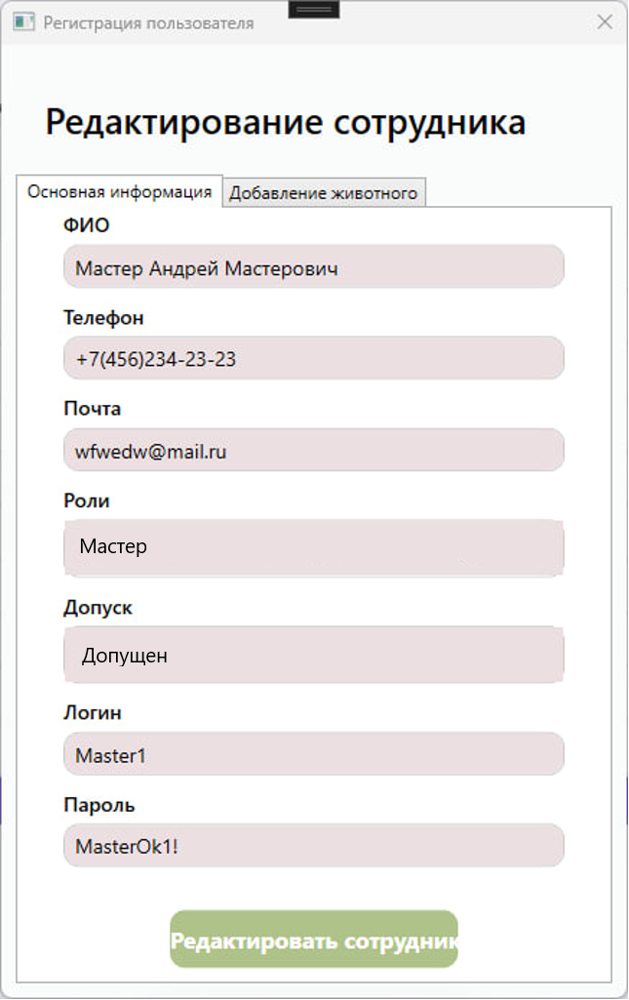 Регистрация пользователя
Редактирование сотрудника
Основная информация Добавление животного
ФИО
Мастер Андрей Мастерович
Телефон
+7(456)234-23-23
Почта
wfwedw@mail.ru
Роли
Мастер
Допуск
Допущен
Логин
Master1
Пароль
MasterOk1!
Редактировать сотрудник